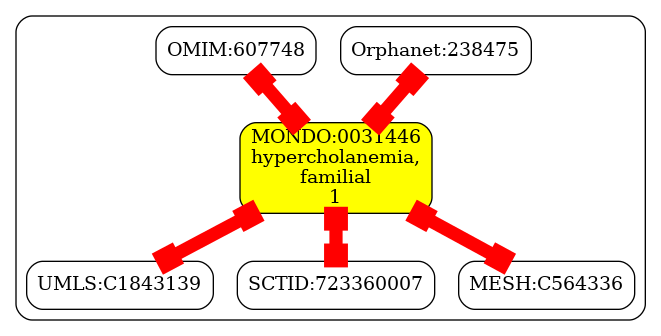 OMIM:607748
Orphanet:238475
MONDO:0031446
hypercholanemia,
familial
1
UMLS:C1843139
SCTID:723360007
MESH:C564336